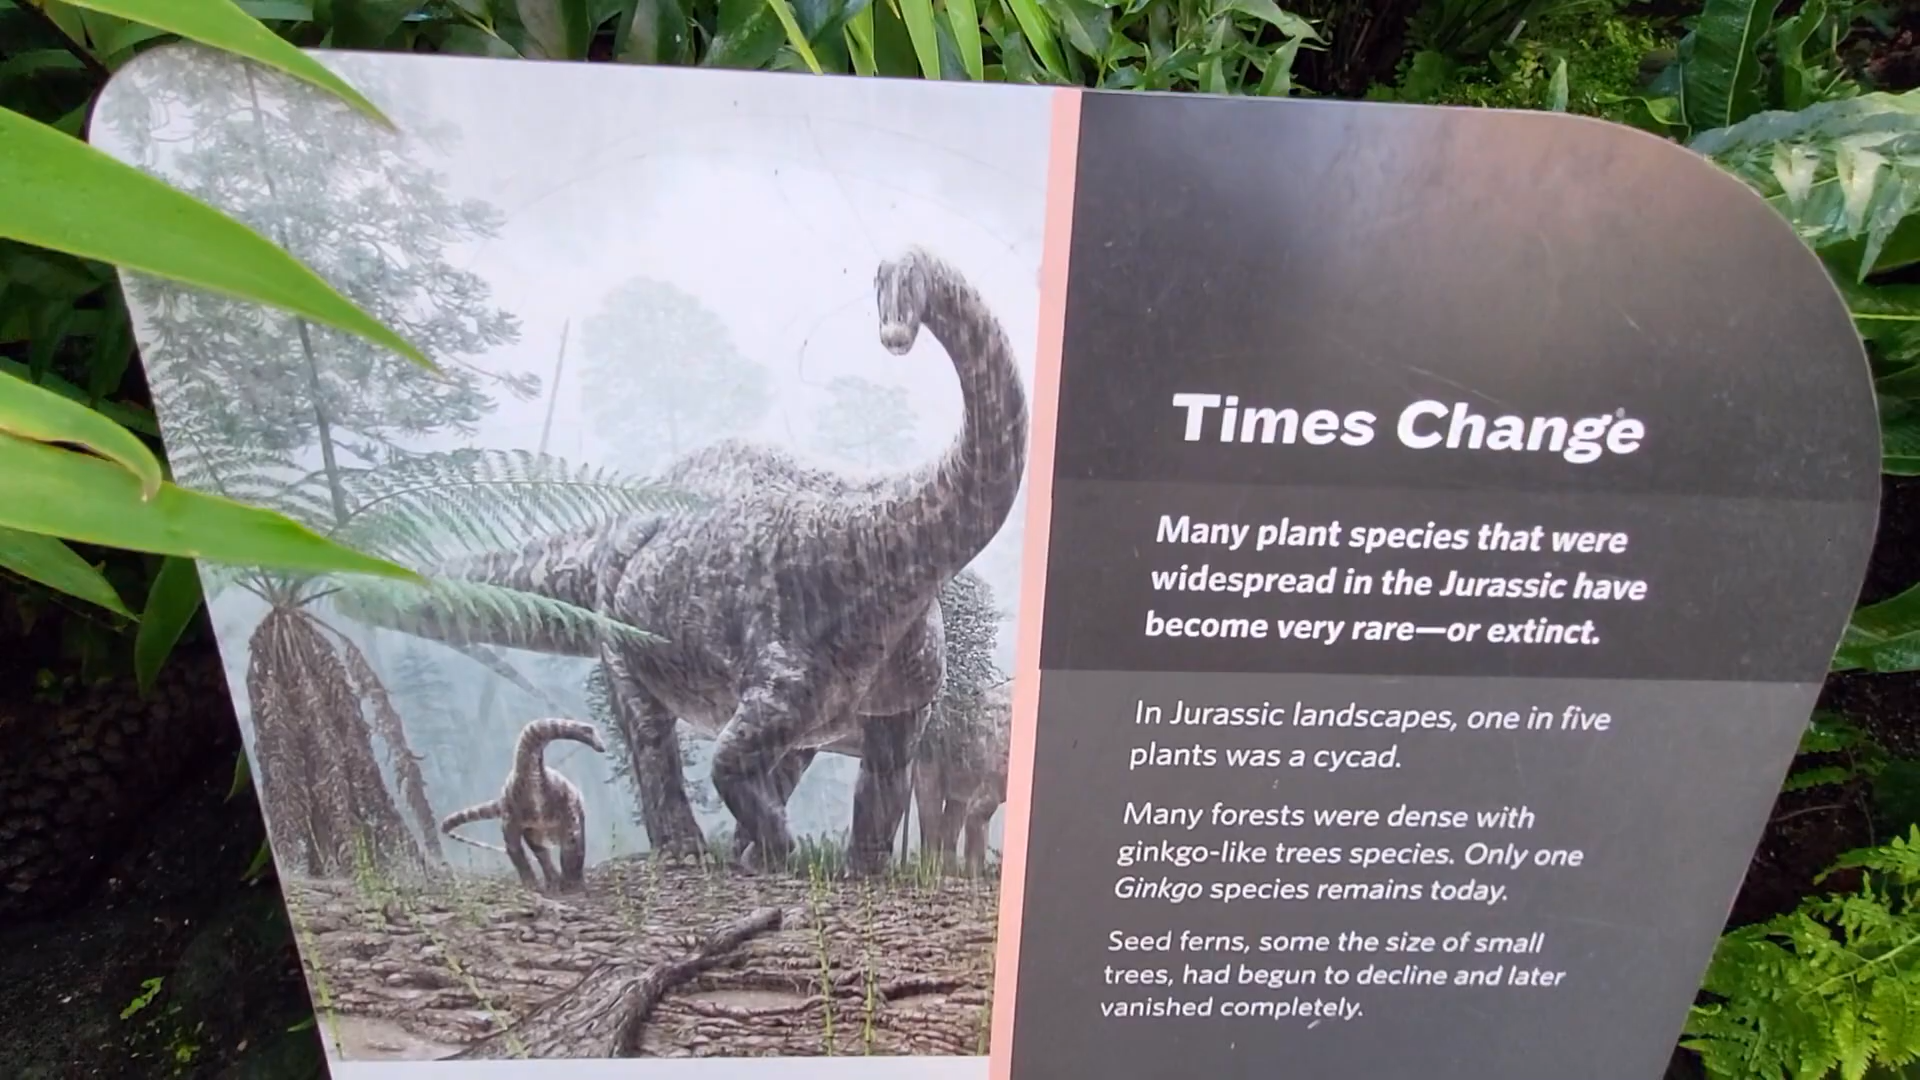 Times Change
Many plant species that were
widespread in the Jurassic have
become very rare—or extinct.
In Jurassic landscapes, one in five
plants was a cycad.
Many forests were dense with
ginkgo-like trees species. Only one
Ginkgo species remains today.
Seed ferns, some the size of small
trees, had begun to decline and later
vanished completely.